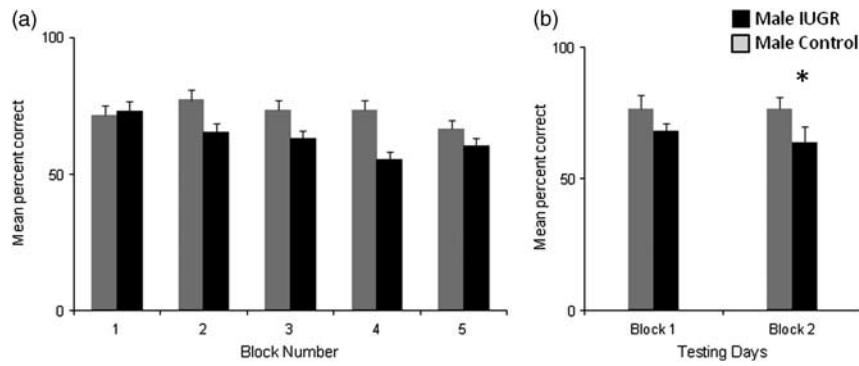 (a)
100
50
0
Mean percent correct
1 2 3 4 5
Block Number
(b)
Male IUGR
Male Control
100
*
50
0
Mean percent correct
Block 1 Block 2
Testing Days